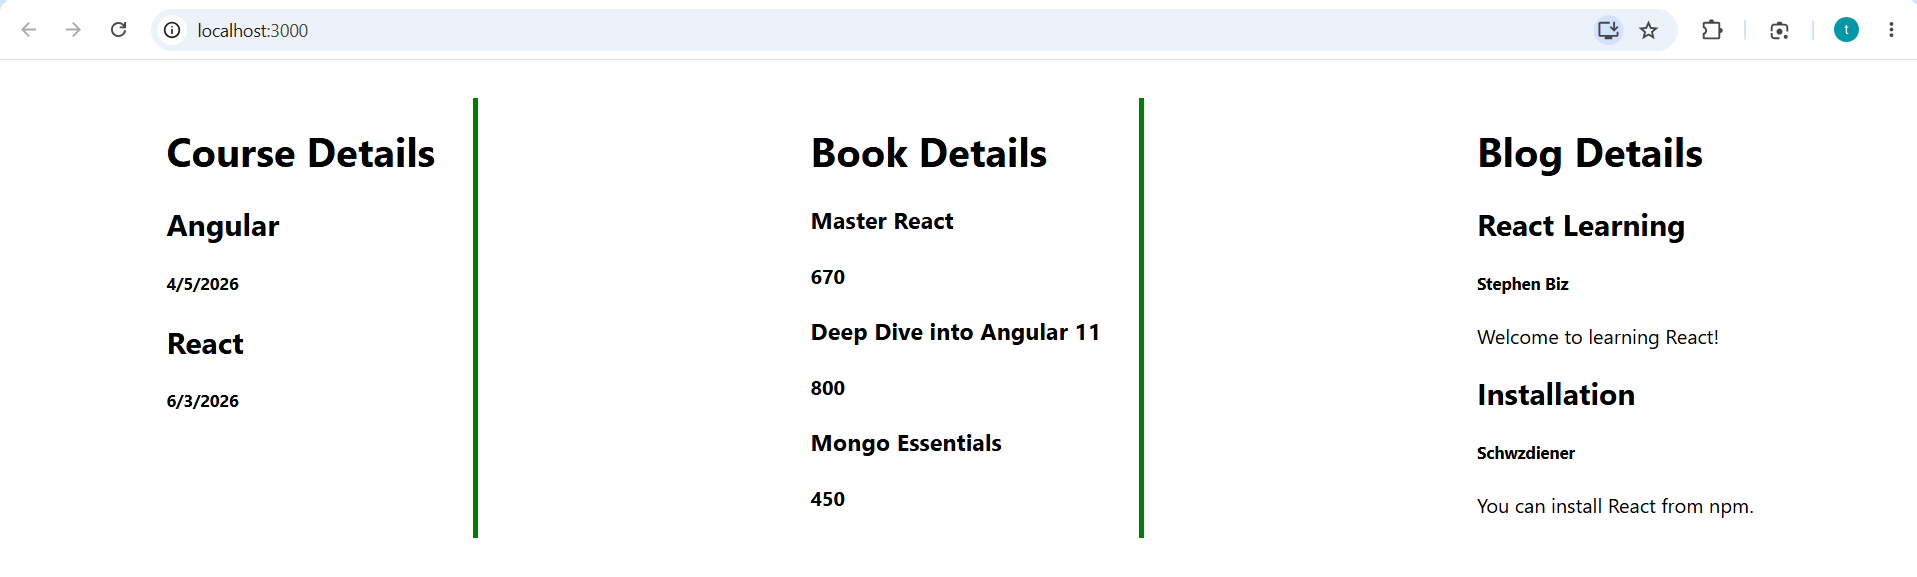 localhost:3000
t
Course Details
Angular
4/5/2026
React
6/3/2026
Book Details
Master React
670
Deep Dive into Angular 11
800
Mongo Essentials
450
Blog Details
React Learning
Stephen Biz
Welcome to learning React!
Installation
Schwzdiener
You can install React from npm.